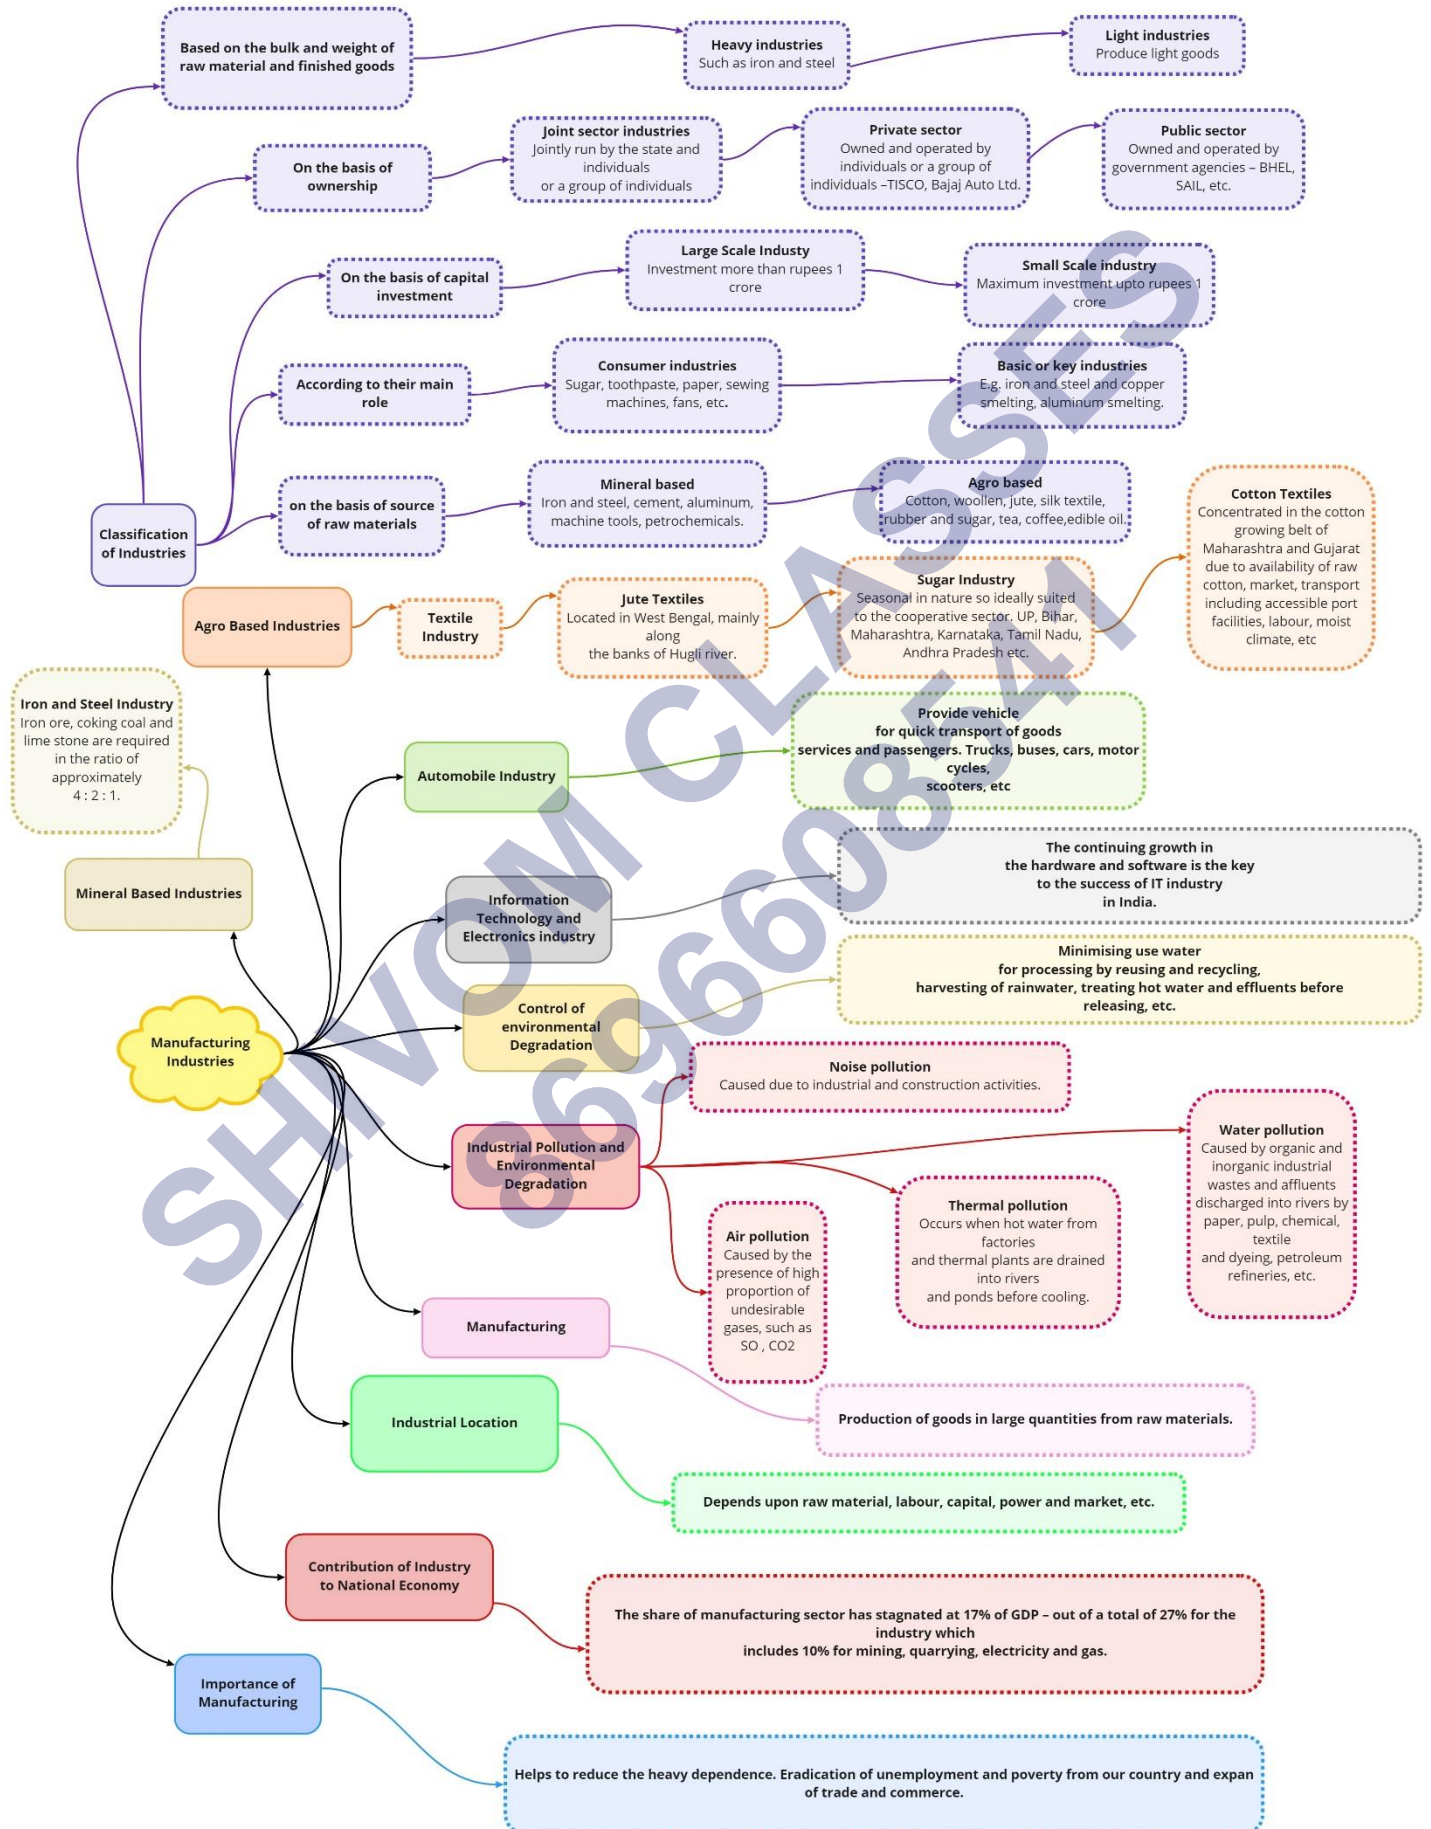 Based on the bulk and weight of
raw material and finished goods
Heavy industries
Such as iron and steel
Light industries
Produce light goods
On the basis of
ownership
Joint sector industries
Jointly run by the state and
individuals
or a group of individuals
Private sector
Owned and operated by
individuals or a group of
individuals –TISCO, Bajaj Auto Ltd.
Public sector
Owned and operated by
government agencies – BHEL,
SAIL, etc.
On the basis of capital
investment
Large Scale Industy
Investment more than rupees 1
crore
Small Scale industry
Maximum investment upto rupees 1
crore
According to their main
role
Consumer industries
Sugar, toothpaste, paper, sewing
machines, fans, etc.
Basic or key industries
E.g. iron and steel and copper
smelting, aluminum smelting.
Classification
of Industries
on the basis of source
of raw materials
Mineral based
Iron and steel, cement, aluminum,
machine tools, petrochemicals.
Agro based
Cotton, woollen, jute, silk textile,
rubber and sugar, tea, coffee,edible oil.
Cotton Textiles
Concentrated in the cotton
growing belt of
Maharashtra and Gujarat
due to availability of raw
cotton, market, transport
including accessible port
facilities, labour, moist
climate, etc
Agro Based Industries
Textile
Industry
Jute Textiles
Located in West Bengal, mainly
along
the banks of Hugli river.
Sugar Industry
Seasonal in nature so ideally suited
to the cooperative sector. UP, Bihar,
Maharashtra, Karnataka, Tamil Nadu,
Andhra Pradesh etc.
Iron and Steel Industry
Iron ore, coking coal and
lime stone are required
in the ratio of
approximately
4 : 2 : 1.
Mineral Based Industries
Automobile Industry
Provide vehicle
for quick transport of goods
services and passengers. Trucks, buses, cars, motor
cycles,
scooters, etc
Information
Technology and
Electronics industry
The continuing growth in
the hardware and software is the key
to the success of IT industry
in India.
Control of
environmental
Degradation
Minimising use water
for processing by reusing and recycling,
harvesting of rainwater, treating hot water and effluents before
releasing, etc.
Manufacturing
Industries
Industrial Pollution and
Environmental
Degradation
Noise pollution
Caused due to industrial and construction activities.
Water pollution
Caused by organic and
inorganic industrial
wastes and affluents
discharged into rivers by
paper, pulp, chemical,
textile
and dyeing, petroleum
refineries, etc.
Thermal pollution
Occurs when hot water from
factories
and thermal plants are drained
into rivers
and ponds before cooling.
Air pollution
Caused by the
presence of high
proportion of
undesirable
gases, such as
SO , CO2
Manufacturing
Production of goods in large quantities from raw materials.
Industrial Location
Depends upon raw material, labour, capital, power and market, etc.
Contribution of Industry
to National Economy
The share of manufacturing sector has stagnated at 17% of GDP – out of a total of 27% for the
industry which
includes 10% for mining, quarrying, electricity and gas.
Importance of
Manufacturing
Helps to reduce the heavy dependence. Eradication of unemployment and poverty from our country and expan
of trade and commerce.
SHIVOM CLASSES
8696608541